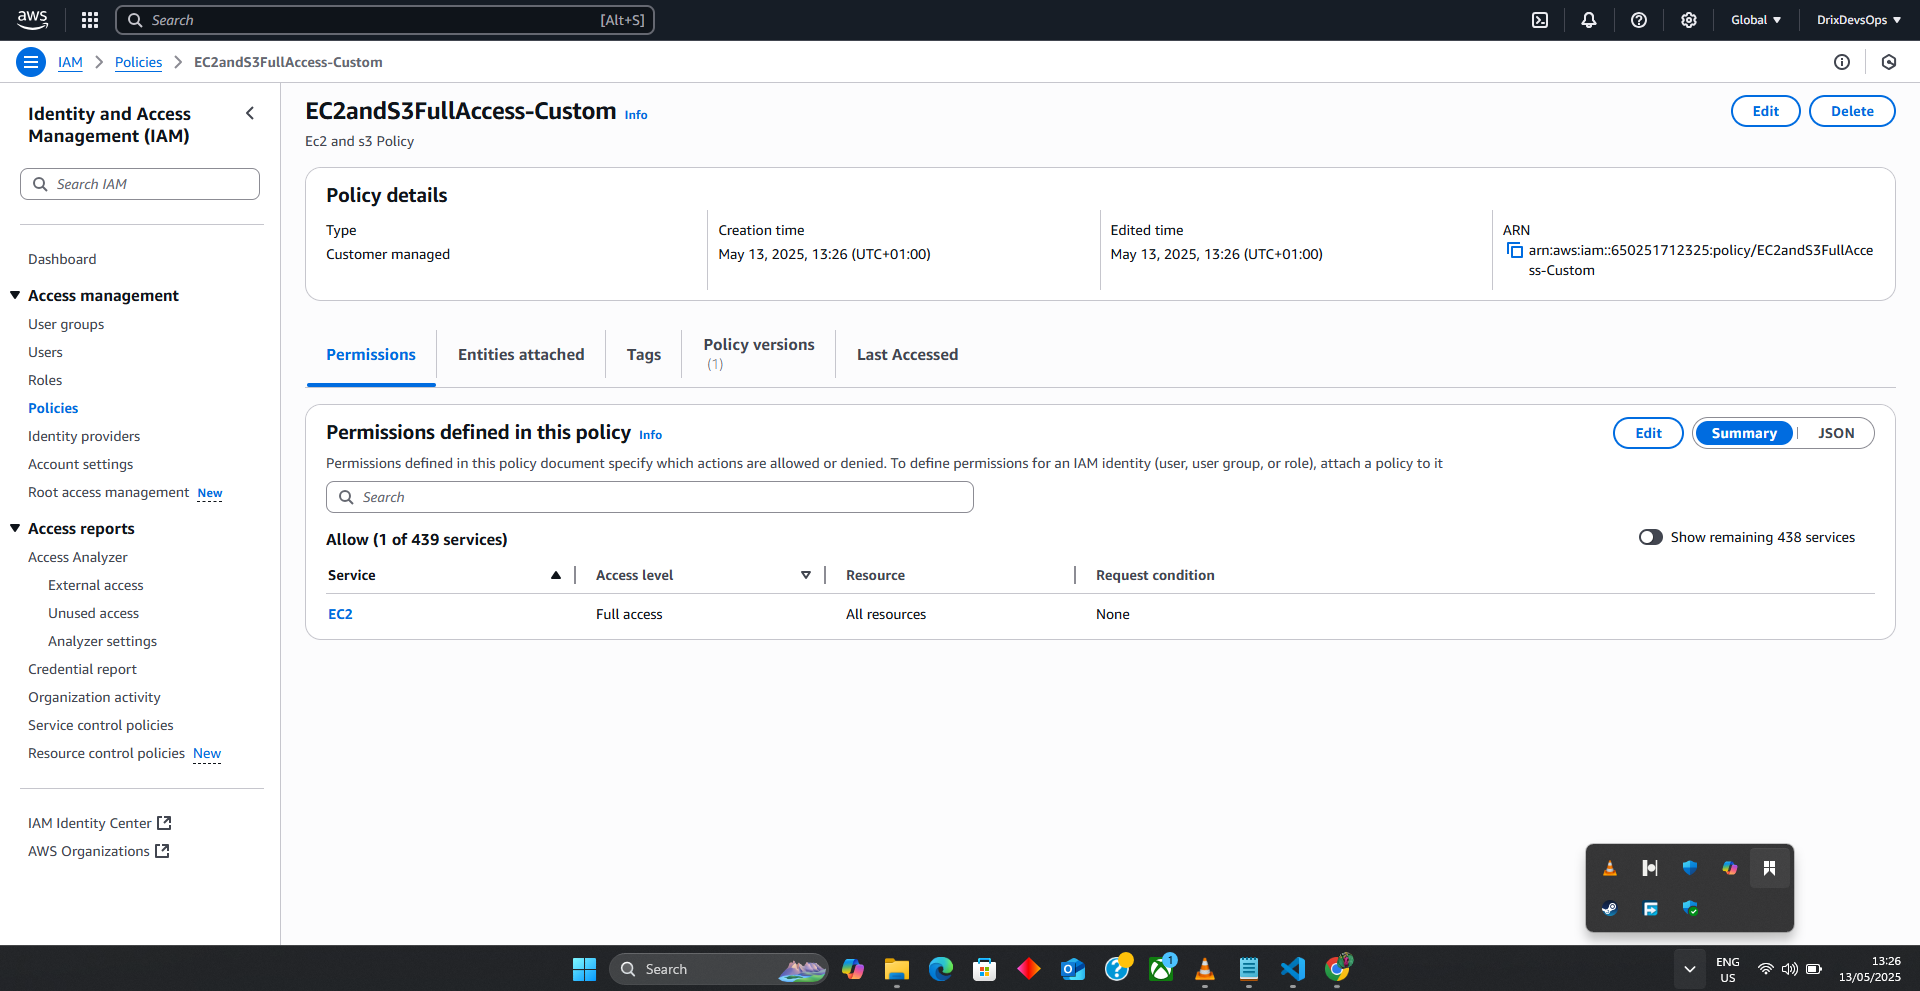 aws
Search
[Alt+S]
Global
DrixDevsOps
IAM
Policies
EC2andS3FullAccess-Custom
Identity and Access
Management (IAM)
Search IAM
Dashboard
Access management
User groups
Users
Roles
Policies
Identity providers
Account settings
Root access management New
Access reports
Access Analyzer
External access
Unused access
Analyzer settings
Credential report
Organization activity
Service control policies
Resource control policies New
IAM Identity Center
AWS Organizations
EC2andS3FullAccess-Custom Info
Edit
Delete
Ec2 and s3 Policy
Policy details
Type
Customer managed
Creation time
May 13, 2025, 13:26 (UTC+01:00)
Edited time
May 13, 2025, 13:26 (UTC+01:00)
ARN
arn:aws:iam::650251712325:policy/EC2andS3FullAcce
ss-Custom
Permissions
Entities attached
Tags
Policy versions
(1)
Last Accessed
Permissions defined in this policy Info
Edit
Summary
JSON
Permissions defined in this policy document specify which actions are allowed or denied. To define permissions for an IAM identity (user, user group, or role), attach a policy to it
Search
Allow (1 of 439 services)
Show remaining 438 services
Service
Access level
Resource
Request condition
EC2
Full access
All resources
None
Search
1
ENG
US
13:26
13/05/2025